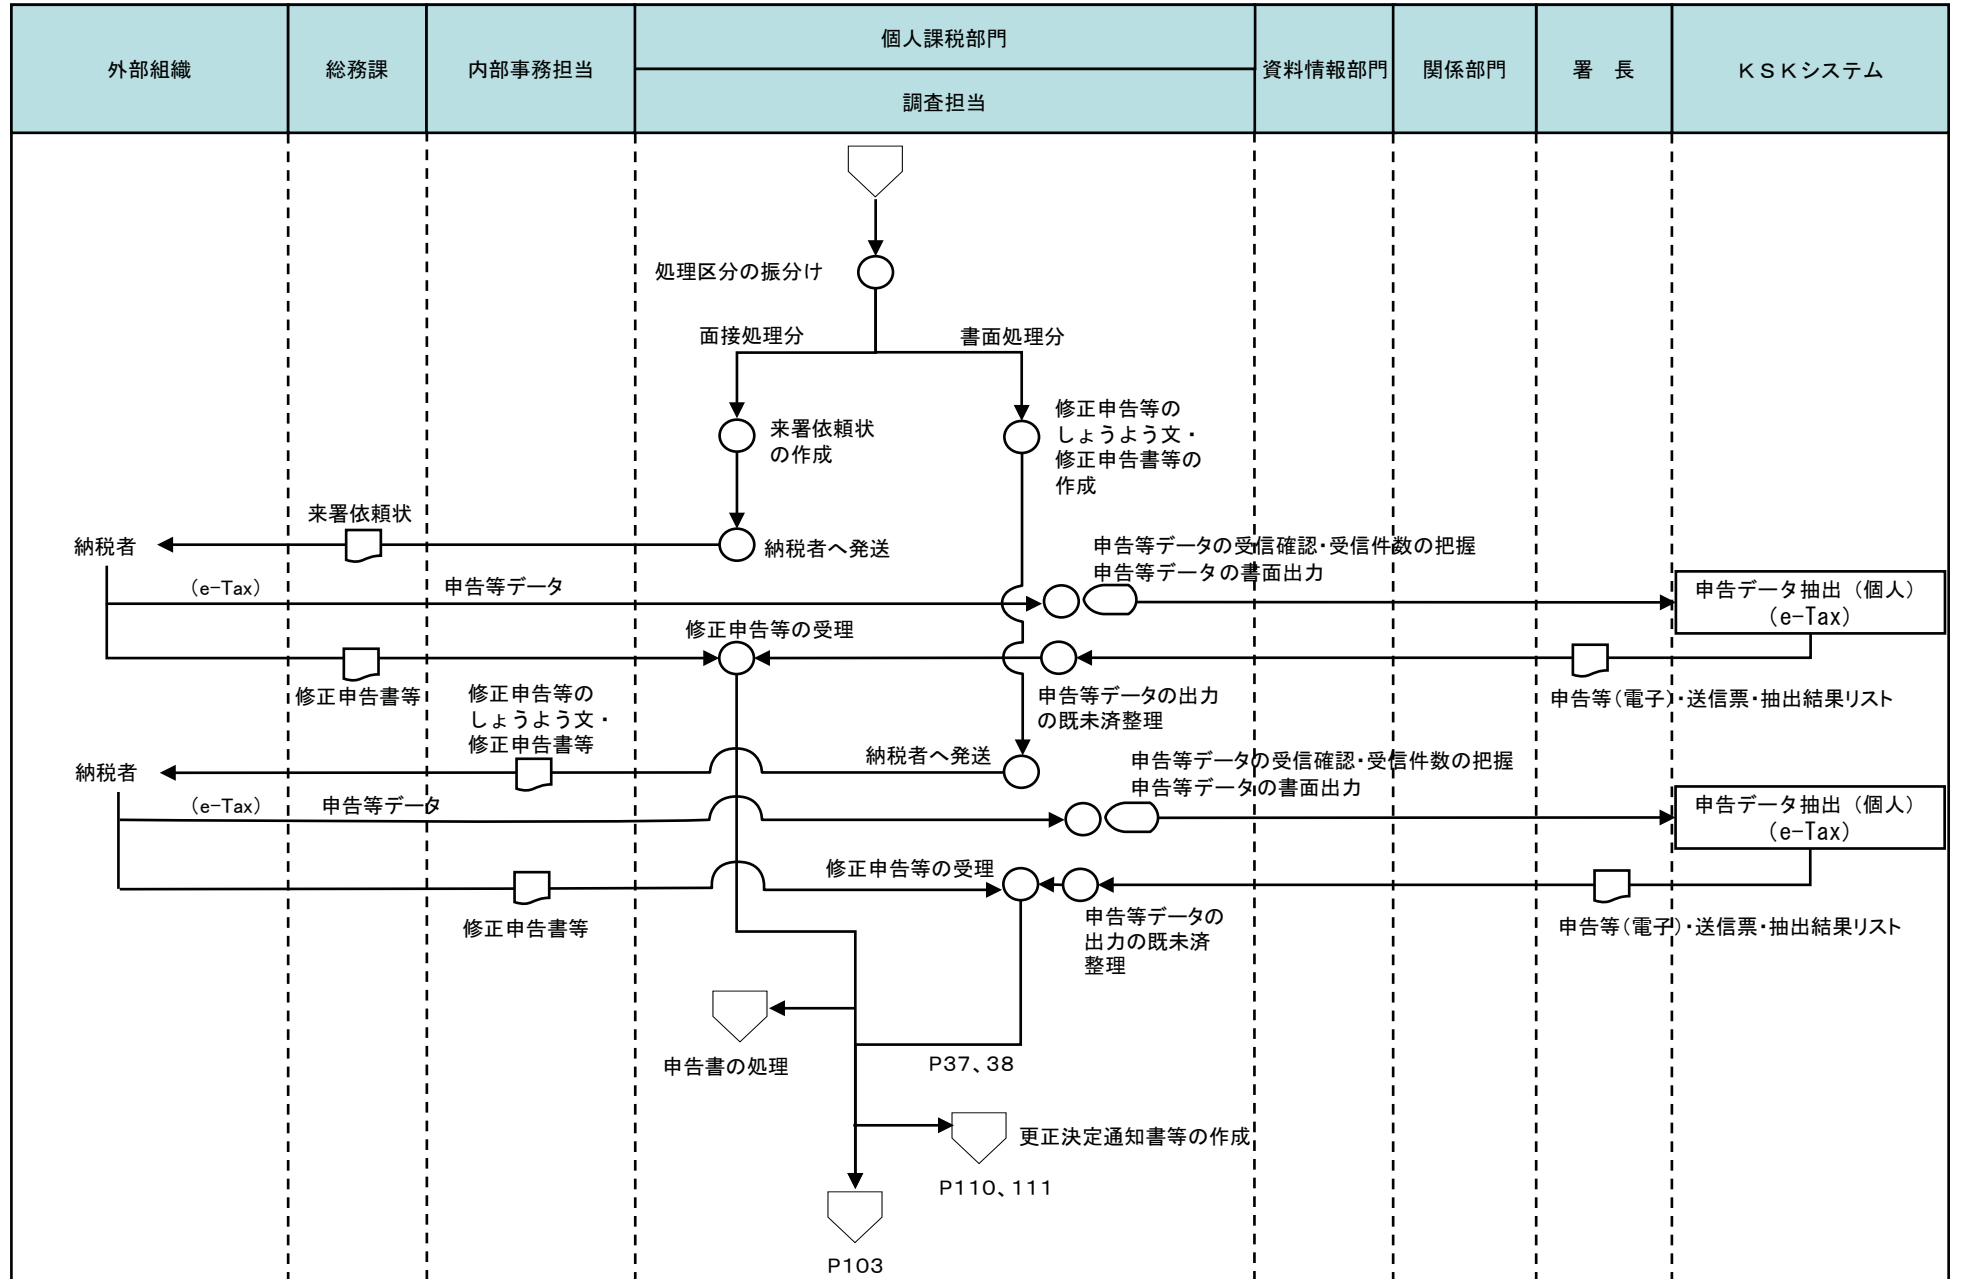 外部組織
総務課
内部事務担当
個人課税部門
調査担当
資料情報部門
関係部門
署　長
ＫＳＫシステム
処理区分の振分け
面接処理分
書面処理分
来署依頼状
の作成
修正申告等の
しょうよう文・
修正申告書等の
作成
来署依頼状
納税者
納税者へ発送
申告等データの受信確認・受信件数の把握
申告等データの書面出力
（e-Tax）
申告等データ
申告データ抽出（個人）
（e-Tax）
修正申告等の受理
修正申告書等
修正申告等の
しょうよう文・
修正申告書等
申告等データの出力
の既未済整理
申告等（電子）・送信票・抽出結果リスト
納税者
納税者へ発送
申告等データの受信確認・受信件数の把握
申告等データの書面出力
（e-Tax）
申告等データ
申告データ抽出（個人）
（e-Tax）
修正申告等の受理
修正申告書等
申告等データの
出力の既未済
整理
申告等（電子）・送信票・抽出結果リスト
申告書の処理
P37、38
更正決定通知書等の作成
P110、111
P103